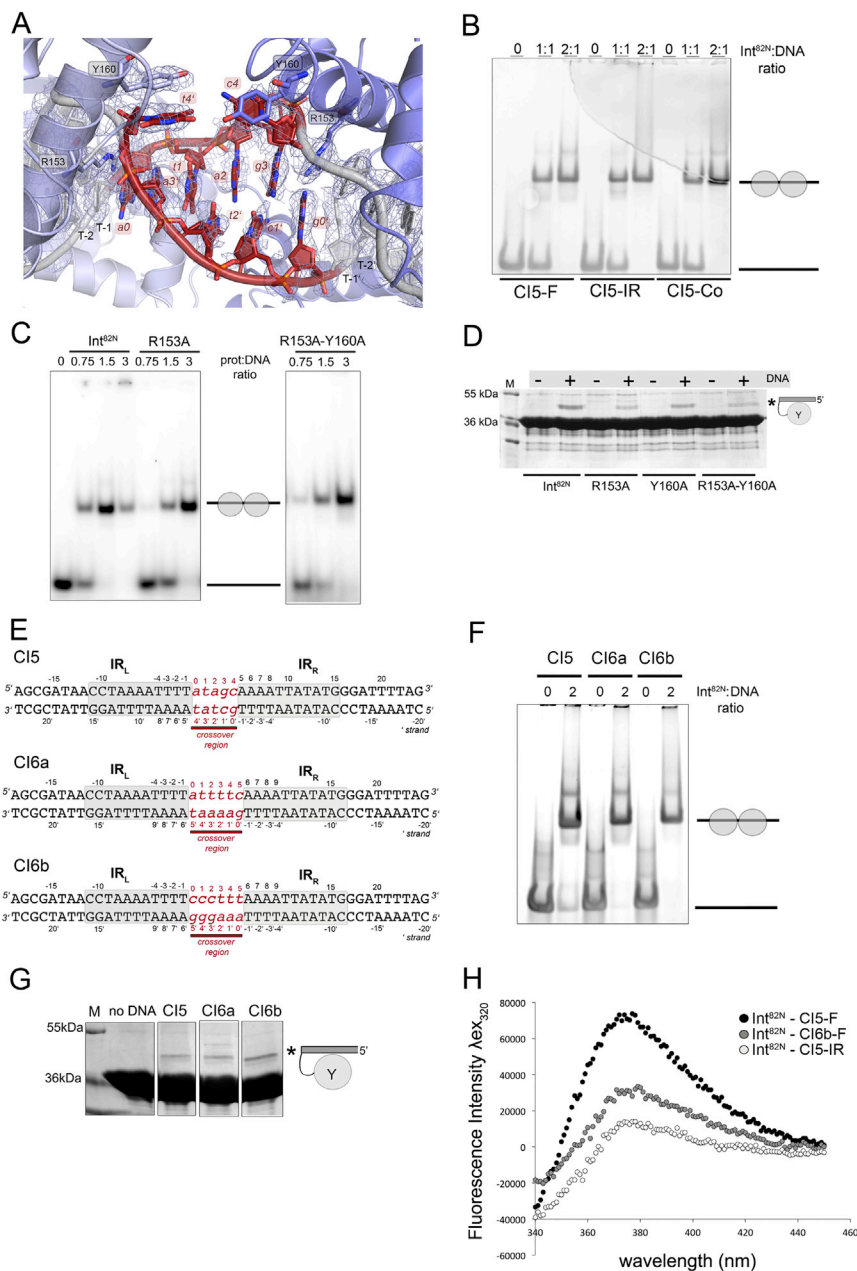 A
Y160
c4
Y160
t4'
R153
R153
t1
a2
g3
a3'
a0
t2'
c1'
g0'
T-2
T-1
T-1'
T-2'
B
0 1:1 2:1 0 1:1 2:1 0 1:1 2:1
Int82N:DNA
ratio
CI5-F CI5-IR CI5-Co
C
Int82N R153A R153A-Y160A
0 0.75 1.5 3 0.75 1.5 3 prot:DNA 0.75 1.5 3
ratio
D
M - + - + - + - + DNA
55 kDa
* 5'
Y
36 kDa
Int82N R153A Y160A R153A-Y160A
E
CI5
IRL IRR
-15 -10 -4 -3 -2 -1 0 1 2 3 4 5 6 7 8 9 10 15 20
5' AGCGATAACCTAAAATTTTatagcAAAATTATATGGGATTTTAG 3'
3' TCGCTATTGGATTTTAAAAtatcgTTTTAATATACCCTAAAATC 5'
20' 15' 8' 7' 6' 5' 4' 3' 2' 1' 0' -1' -2' -3' -4' -10' -20'
crossover
region
' strand
CI6a
IRL IRR
-15 -10 -4 -3 -2 -1 0 1 2 3 4 5 6 7 8 9 15 20
5' AGCGATAACCTAAAATTTTattttcAAAATTATATGGGATTTTAG 3'
3' TCGCTATTGGATTTTAAAAtaaaagTTTTAATATACCCTAAAATC 5'
20' 15' 9' 8' 7' 6' 5' 4' 3' 2' 1' 0' -1' -2' -3' -4' -10' -20'
crossover
region
' strand
CI6b
IRL IRR
-15 -10 -4 -3 -2 -1 0 1 2 3 4 5 6 7 8 9 15 20
5' AGCGATAACCTAAAATTTTccctttAAAATTATATGGGATTTTAG 3'
3' TCGCTATTGGATTTTAAAAgggaaaTTTTAATATACCCTAAAATC 5'
20' 15' 9' 8' 7' 6' 5' 4' 3' 2' 1' 0' -1' -2' -3' -4' -10' -20'
crossover
region
' strand
F
CI5 CI6a CI6b
0 2 0 2 0 2 Int82N:DNA
ratio
G
M no DNA CI5 CI6a CI6b
55kDa
* 5'
Y
36kDa
H
Fluorescence Intensity λex320
80000
60000
40000
20000
0
-20000
-40000
-60000
340 360 380 400 420 440 460
wavelength (nm)
Int82N - CI5-F
Int82N - CI6b-F
Int82N - CI5-IR